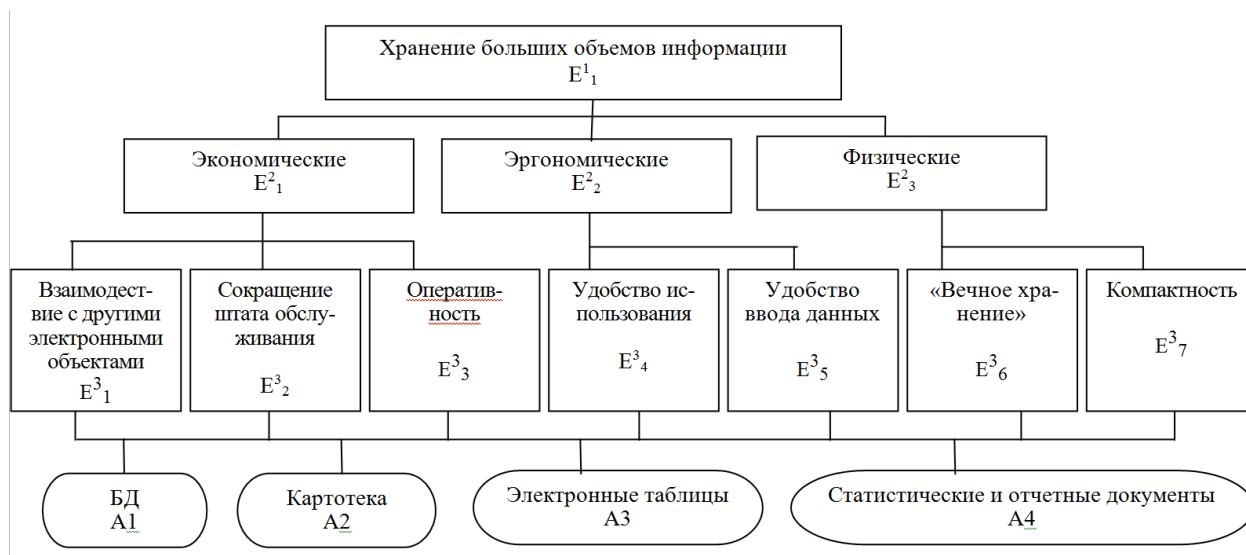 Хранение больших объемов информации
E¹₁
Экономические
E²₁
Эргономические
E²₂
Физические
E²₃
Взаимодест-
вие с другими
электронными
объектами
E³₁
Сокращение
штата обслу-
живания
E³₂
Оператив-
ность
E³₃
Удобство ис-
пользования
E³₄
Удобство
ввода данных
E³₅
«Вечное хра-
нение»
E³₆
Компактность
E³₇
БД
А1
Картотека
А2
Электронные таблицы
А3
Статистические и отчетные документы
А4